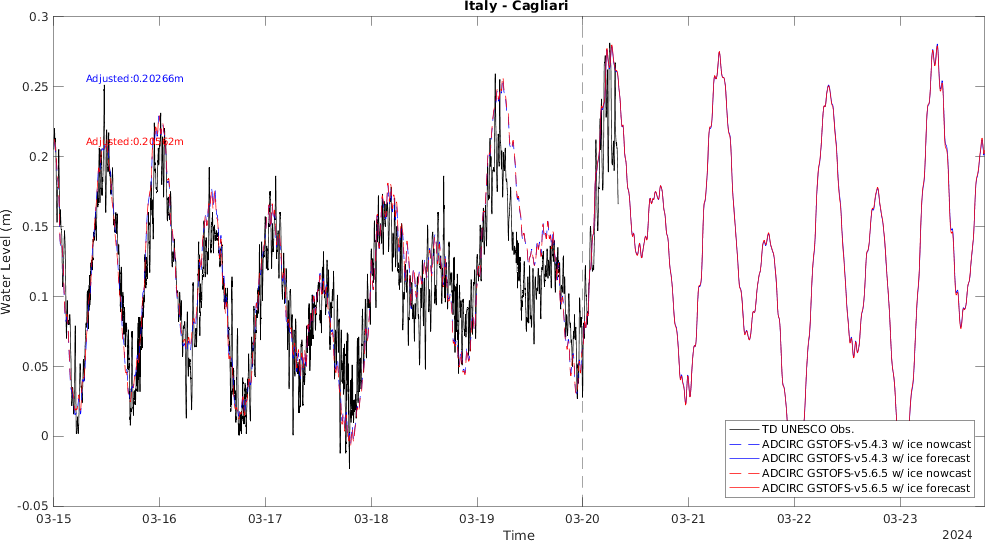 Italy - Cagliari
0.3
0.25
0.2
0.15
0.1
0.05
0
-0.05
Water Level (m)
Adjusted:0.20266m
TD UNESCO Obs.
ADCIRC GSTOFS-v5.4.3 w/ ice nowcast
ADCIRC GSTOFS-v5.4.3 w/ ice forecast
ADCIRC GSTOFS-v5.6.5 w/ ice nowcast
ADCIRC GSTOFS-v5.6.5 w/ ice forecast
03-15 03-16 03-17 03-18 03-19 03-20 03-21 03-22 03-23
Time
2024